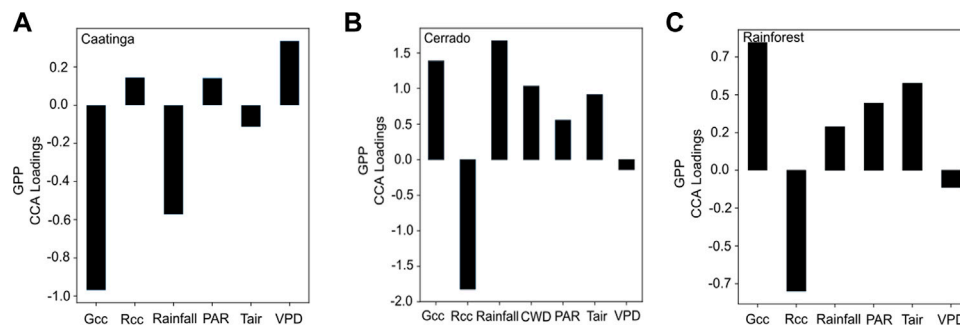 A
Caatinga
GPP
CCA Loadings
0.2
0.0
-0.2
-0.4
-0.6
-0.8
-1.0
Gcc Rcc Rainfall PAR Tair VPD
B
Cerrado
GPP
CCA Loadings
1.5
1.0
0.5
0.0
-0.5
-1.0
-1.5
-2.0
Gcc Rcc Rainfall CWD PAR Tair VPD
C
Rainforest
GPP
CCA Loadings
0.7
0.5
0.2
0.0
-0.2
-0.5
-0.7
Gcc Rcc Rainfall PAR Tair VPD